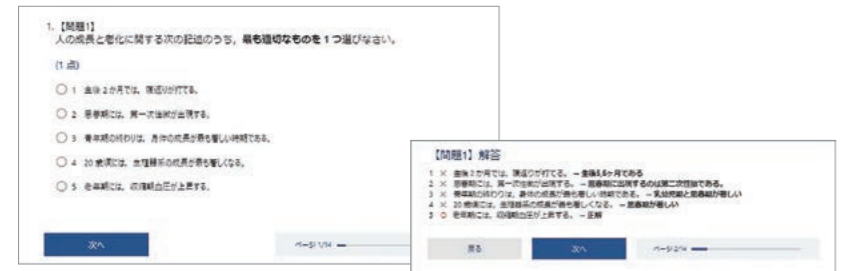 1. 【問題1】
人の成長と老化に関する次の記述のうち，最も適切なものを1つ選びなさい。
(1 点)
1 生後2か月では、寝返りが打てる。
2 思春期には、第一次性徴が出現する。
3 青年期の終わりは、身体の成長が最も著しい時期である。
4 20歳頃には、生殖器系の成長が最も著しくなる。
5 老年期には、収縮期血圧が上昇する。
次へ
ページ 1/14
【問題1】 解答
1 × 生後2か月では、寝返りが打てる。 – 生後5,6ヶ月である
2 × 思春期には、第一次性徴が出現する。 – 思春期に出現するのは第二次性徴である。
3 × 青年期の終わりは、身体の成長が最も著しい時期である。 – 乳幼児期と思春期が著しい
4 × 20歳頃には、生殖器系の成長が最も著しくなる。 – 思春期が著しい
5 ○ 老年期には、収縮期血圧が上昇する。 – 正解
戻る
次へ
ページ 2/14